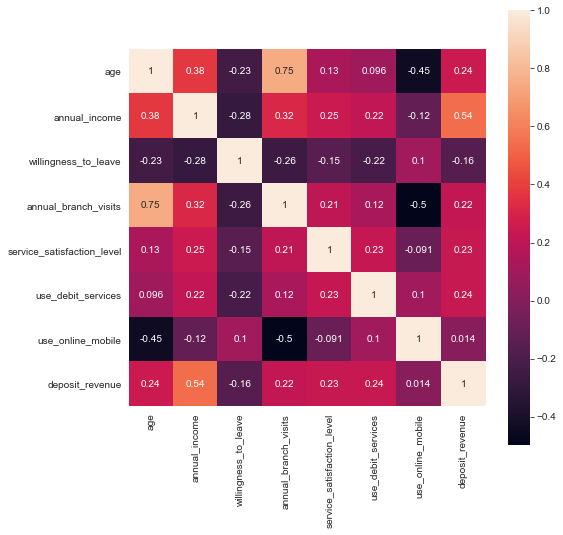 1.0
age 1 0.38 -0.23 0.75 0.13 0.096 -0.45 0.24
0.8
annual_income 0.38 1 -0.28 0.32 0.25 0.22 -0.12 0.54
0.6
willingness_to_leave -0.23 -0.28 1 -0.26 -0.15 -0.22 0.1 -0.16
0.4
annual_branch_visits 0.75 0.32 -0.26 1 0.21 0.12 -0.5 0.22
0.2
service_satisfaction_level 0.13 0.25 -0.15 0.21 1 0.23 -0.091 0.23
use_debit_services 0.096 0.22 -0.22 0.12 0.23 1 0.1 0.24
0.0
use_online_mobile -0.45 -0.12 0.1 -0.5 -0.091 0.1 1 0.014
−0.2
deposit_revenue 0.24 0.54 -0.16 0.22 0.23 0.24 0.014 1
−0.4
age
annual_income
willingness_to_leave
annual_branch_visits
service_satisfaction_level
use_debit_services
use_online_mobile
deposit_revenue